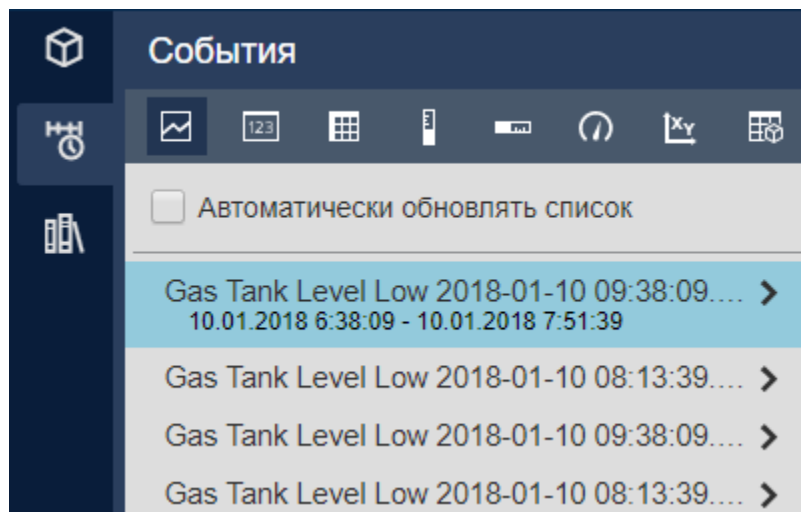 События
123
XY
Автоматически обновлять список
Gas Tank Level Low 2018-01-10 09:38:09....
10.01.2018 6:38:09 - 10.01.2018 7:51:39
Gas Tank Level Low 2018-01-10 08:13:39....
Gas Tank Level Low 2018-01-10 09:38:09....
Gas Tank Level Low 2018-01-10 08:13:39....